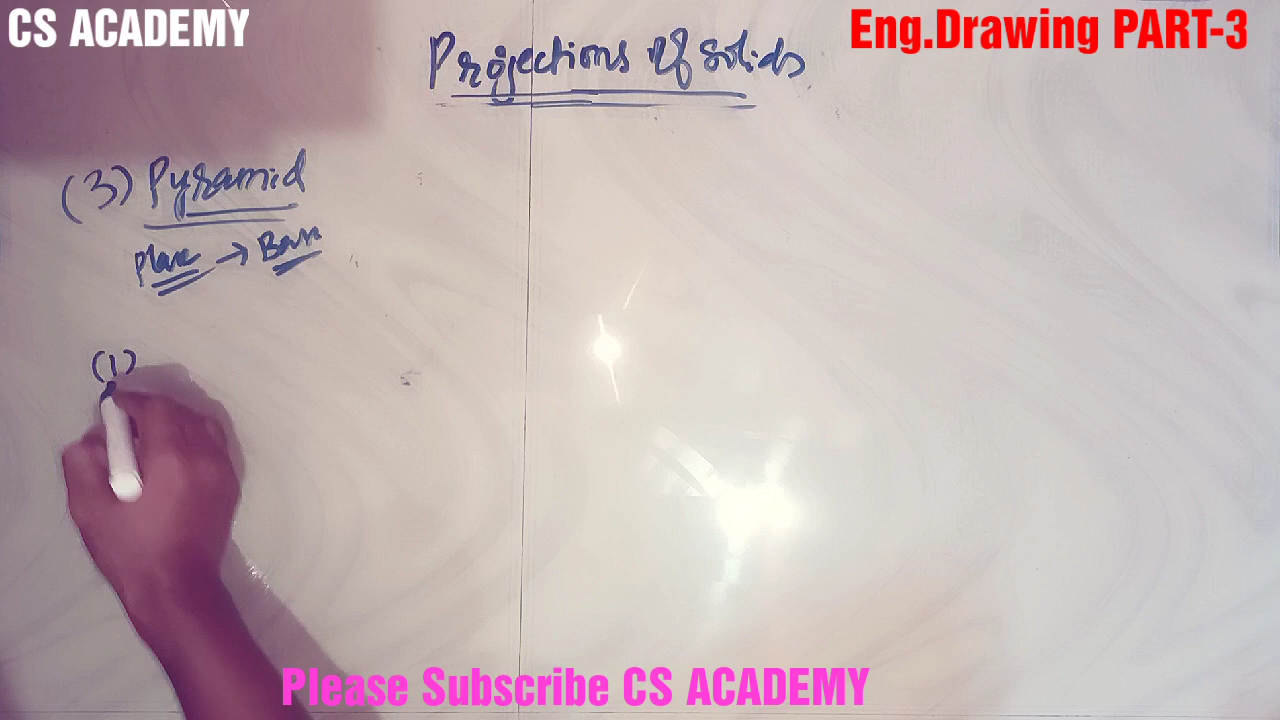 CS ACADEMY
Eng.Drawing PART-3
Projections of solids
(3) Pyramid
Plane → Base
(1)
Please Subscribe CS ACADEMY